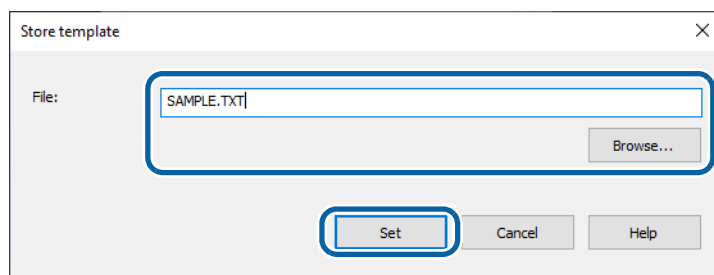 Store template
File:
SAMPLE.TXT
Browse...
Set Cancel Help